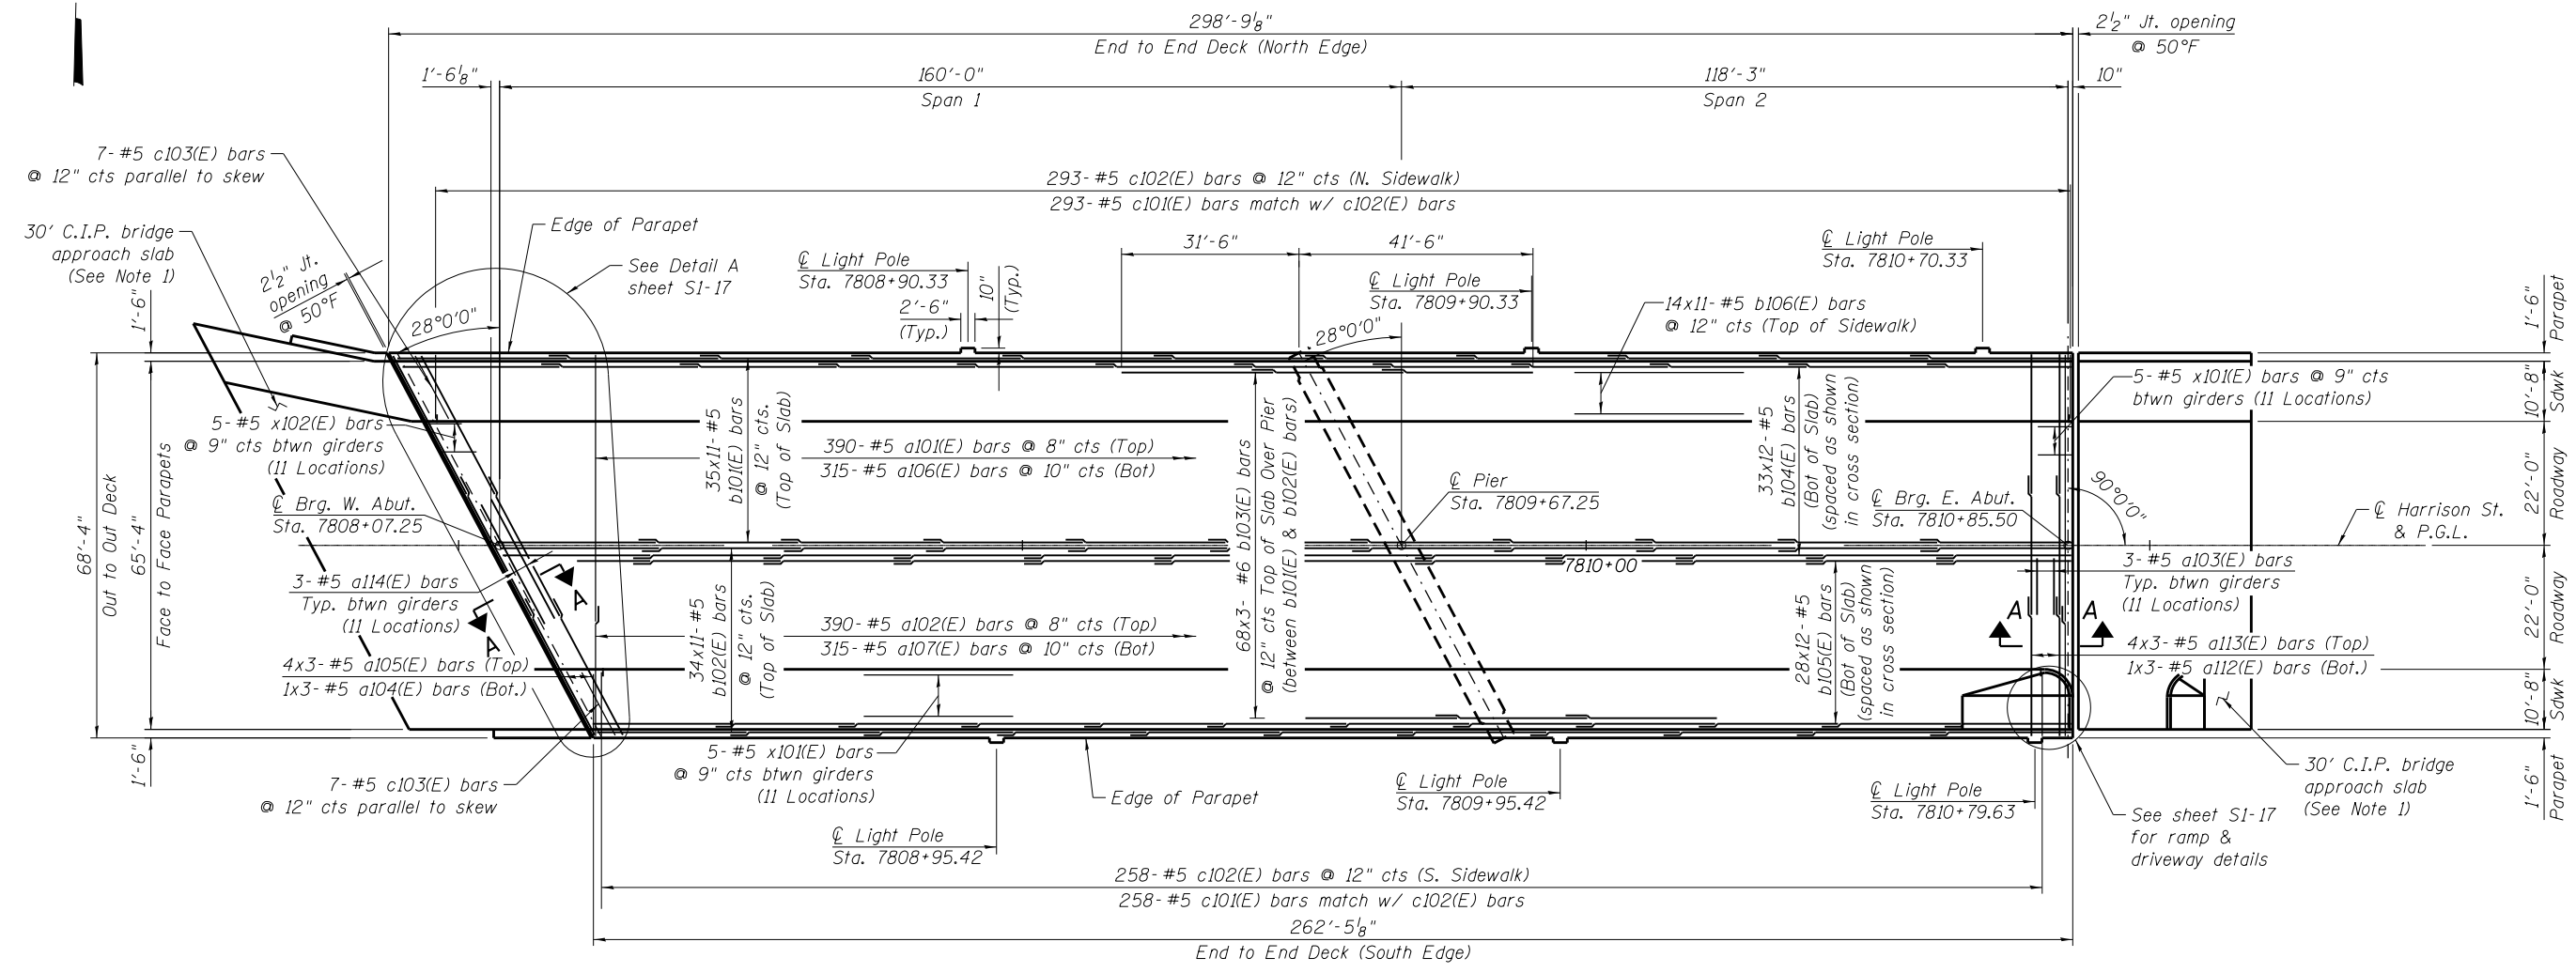 298'-9⅛"
End to End Deck (North Edge)
2½" Jt. opening
@ 50°F
1'-6⅛"
160'-0"
Span 1
118'-3"
Span 2
10"
7-#5 c103(E) bars
@ 12" cts parallel to skew
293-#5 c102(E) bars @ 12" cts (N. Sidewalk)
293-#5 c101(E) bars match w/ c102(E) bars
30' C.I.P. bridge
approach slab
(See Note 1)
Edge of Parapet
See Detail A
sheet S1-17
2½" Jt.
opening
@ 50°F
28°0'0"
℄ Light Pole
Sta. 7808+90.33
2'-6"
(Typ.)
10"
(Typ.)
31'-6"
41'-6"
℄ Light Pole
Sta. 7809+90.33
28°0'0"
℄ Light Pole
Sta. 7810+70.33
14x11-#5 b106(E) bars
@ 12" cts (Top of Sidewalk)
1'-6"
68'-4"
Out to Out Deck
65'-4"
Face to Face Parapets
1'-6"
5-#5 x102(E) bars
@ 9" cts btwn girders
(11 Locations)
℄ Brg. W. Abut.
Sta. 7808+07.25
3-#5 a114(E) bars
Typ. btwn girders
(11 Locations)
4x3-#5 a105(E) bars (Top)
1x3-#5 a104(E) bars (Bot.)
A
A
35x11-#5
b101(E) bars
@ 12" cts.
(Top of Slab)
34x11-#5
b102(E) bars
@ 12" cts.
(Top of Slab)
390-#5 a101(E) bars @ 8" cts (Top)
315-#5 a106(E) bars @ 10" cts (Bot)
390-#5 a102(E) bars @ 8" cts (Top)
315-#5 a107(E) bars @ 10" cts (Bot)
68x3- #6 b103(E) bars
@ 12" cts Top of Slab Over Pier
(between b101(E) & b102(E) bars)
℄ Pier
Sta. 7809+67.25
7810+00
33x12-#5
b104(E) bars
(Bot of Slab)
(spaced as shown
in cross section)
28x12-#5
b105(E) bars
(Bot of Slab)
(spaced as shown
in cross section)
℄ Brg. E. Abut.
Sta. 7810+85.50
90°0'0"
5-#5 x101(E) bars @ 9" cts
btwn girders (11 Locations)
℄ Harrison St.
& P.G.L.
3-#5 a103(E) bars
Typ. btwn girders
(11 Locations)
A
A
4x3-#5 a113(E) bars (Top)
1x3-#5 a112(E) bars (Bot.)
1'-6"
Parapet
10'-8"
Sdwk
22'-0"
Roadway
22'-0"
Roadway
10'-8"
Sdwk
1'-6"
Parapet
7-#5 c103(E) bars
@ 12" cts parallel to skew
5-#5 x101(E) bars
@ 9" cts btwn girders
(11 Locations)
℄ Light Pole
Sta. 7808+95.42
Edge of Parapet
℄ Light Pole
Sta. 7809+95.42
℄ Light Pole
Sta. 7810+79.63
See sheet S1-17
for ramp &
driveway details
30' C.I.P. bridge
approach slab
(See Note 1)
258-#5 c102(E) bars @ 12" cts (S. Sidewalk)
258-#5 c101(E) bars match w/ c102(E) bars
262'-5⅛"
End to End Deck (South Edge)